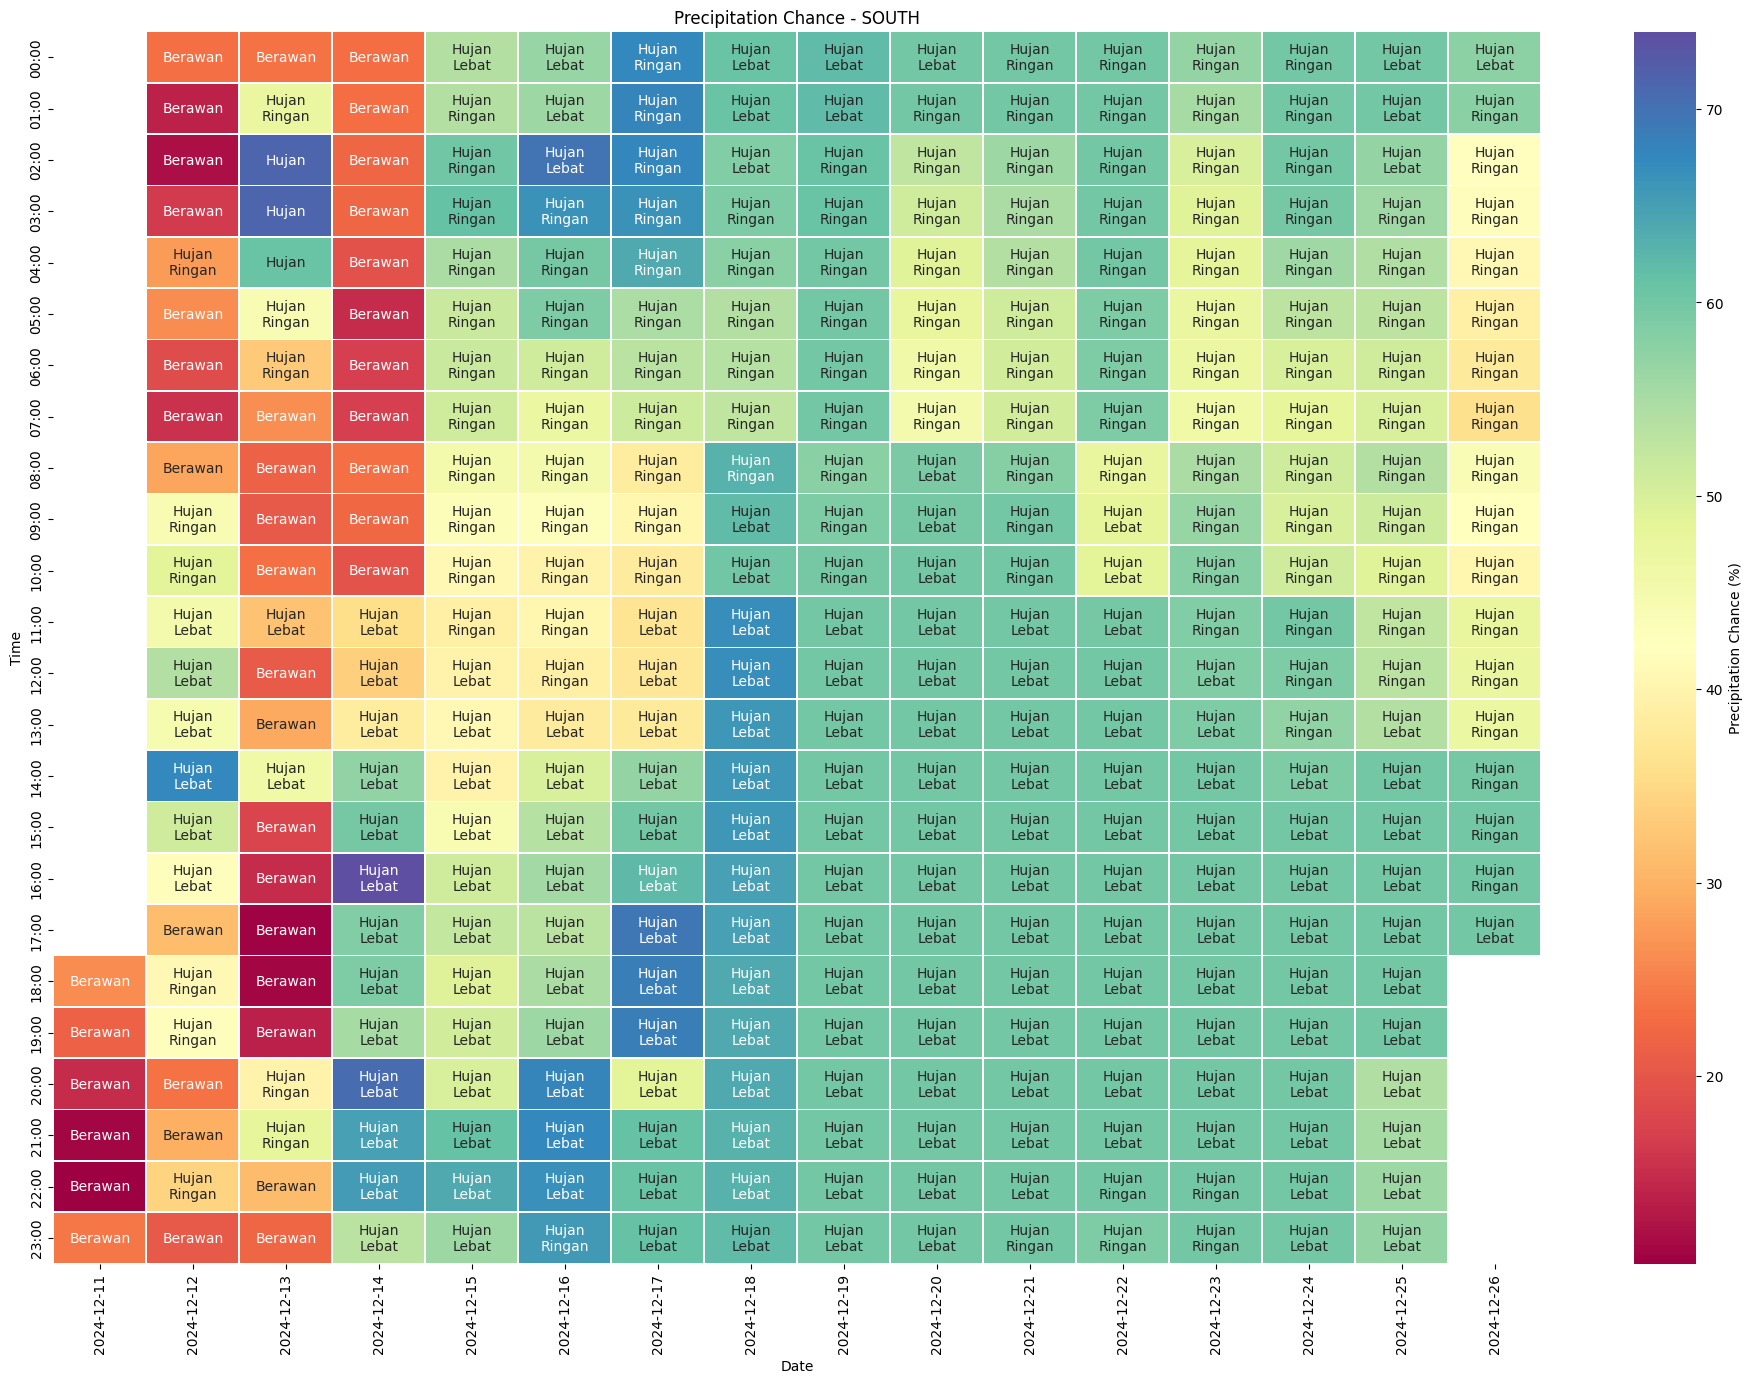 Precipitation Chance - SOUTH
00:00 Berawan Berawan Berawan Hujan Lebat Hujan Lebat Hujan Ringan Hujan Lebat Hujan Lebat Hujan Lebat Hujan Ringan Hujan Ringan Hujan Ringan Hujan Ringan Hujan Lebat Hujan Lebat
01:00 Berawan Hujan Ringan Berawan Hujan Ringan Hujan Lebat Hujan Ringan Hujan Lebat Hujan Lebat Hujan Ringan Hujan Ringan Hujan Ringan Hujan Ringan Hujan Ringan Hujan Lebat Hujan Ringan
02:00 Berawan Hujan Berawan Hujan Ringan Hujan Lebat Hujan Ringan Hujan Lebat Hujan Ringan Hujan Ringan Hujan Ringan Hujan Ringan Hujan Ringan Hujan Ringan Hujan Lebat Hujan Ringan
03:00 Berawan Hujan Berawan Hujan Ringan Hujan Ringan Hujan Ringan Hujan Ringan Hujan Ringan Hujan Ringan Hujan Ringan Hujan Ringan Hujan Ringan Hujan Ringan Hujan Ringan Hujan Ringan
04:00 Hujan Ringan Hujan Berawan Hujan Ringan Hujan Ringan Hujan Ringan Hujan Ringan Hujan Ringan Hujan Ringan Hujan Ringan Hujan Ringan Hujan Ringan Hujan Ringan Hujan Ringan Hujan Ringan
05:00 Berawan Hujan Ringan Berawan Hujan Ringan Hujan Ringan Hujan Ringan Hujan Ringan Hujan Ringan Hujan Ringan Hujan Ringan Hujan Ringan Hujan Ringan Hujan Ringan Hujan Ringan Hujan Ringan
06:00 Berawan Hujan Ringan Berawan Hujan Ringan Hujan Ringan Hujan Ringan Hujan Ringan Hujan Ringan Hujan Ringan Hujan Ringan Hujan Ringan Hujan Ringan Hujan Ringan Hujan Ringan Hujan Ringan
07:00 Berawan Berawan Berawan Hujan Ringan Hujan Ringan Hujan Ringan Hujan Ringan Hujan Ringan Hujan Ringan Hujan Ringan Hujan Ringan Hujan Ringan Hujan Ringan Hujan Ringan Hujan Ringan
08:00 Berawan Berawan Berawan Hujan Ringan Hujan Ringan Hujan Ringan Hujan Ringan Hujan Ringan Hujan Lebat Hujan Ringan Hujan Ringan Hujan Ringan Hujan Ringan Hujan Ringan Hujan Ringan
09:00 Hujan Ringan Berawan Berawan Hujan Ringan Hujan Ringan Hujan Ringan Hujan Lebat Hujan Ringan Hujan Lebat Hujan Ringan Hujan Lebat Hujan Ringan Hujan Ringan Hujan Ringan Hujan Ringan
10:00 Hujan Ringan Berawan Berawan Hujan Ringan Hujan Ringan Hujan Ringan Hujan Lebat Hujan Ringan Hujan Lebat Hujan Ringan Hujan Lebat Hujan Ringan Hujan Ringan Hujan Ringan Hujan Ringan
11:00 Hujan Lebat Hujan Lebat Hujan Lebat Hujan Ringan Hujan Ringan Hujan Lebat Hujan Lebat Hujan Lebat Hujan Lebat Hujan Lebat Hujan Lebat Hujan Ringan Hujan Ringan Hujan Ringan Hujan Ringan
12:00 Hujan Lebat Berawan Hujan Lebat Hujan Lebat Hujan Ringan Hujan Lebat Hujan Lebat Hujan Lebat Hujan Lebat Hujan Lebat Hujan Lebat Hujan Lebat Hujan Ringan Hujan Ringan Hujan Ringan
13:00 Hujan Lebat Berawan Hujan Lebat Hujan Lebat Hujan Lebat Hujan Lebat Hujan Lebat Hujan Lebat Hujan Lebat Hujan Lebat Hujan Lebat Hujan Lebat Hujan Ringan Hujan Lebat Hujan Ringan
14:00 Hujan Lebat Hujan Lebat Hujan Lebat Hujan Lebat Hujan Lebat Hujan Lebat Hujan Lebat Hujan Lebat Hujan Lebat Hujan Lebat Hujan Lebat Hujan Lebat Hujan Lebat Hujan Lebat Hujan Ringan
15:00 Hujan Lebat Berawan Hujan Lebat Hujan Lebat Hujan Lebat Hujan Lebat Hujan Lebat Hujan Lebat Hujan Lebat Hujan Lebat Hujan Lebat Hujan Lebat Hujan Lebat Hujan Lebat Hujan Ringan
16:00 Hujan Lebat Berawan Hujan Lebat Hujan Lebat Hujan Lebat Hujan Lebat Hujan Lebat Hujan Lebat Hujan Lebat Hujan Lebat Hujan Lebat Hujan Lebat Hujan Lebat Hujan Lebat Hujan Ringan
17:00 Berawan Berawan Hujan Lebat Hujan Lebat Hujan Lebat Hujan Lebat Hujan Lebat Hujan Lebat Hujan Lebat Hujan Lebat Hujan Lebat Hujan Lebat Hujan Lebat Hujan Lebat Hujan Lebat
18:00 Berawan Hujan Ringan Berawan Hujan Lebat Hujan Lebat Hujan Lebat Hujan Lebat Hujan Lebat Hujan Lebat Hujan Lebat Hujan Lebat Hujan Lebat Hujan Lebat Hujan Lebat Hujan Lebat
19:00 Berawan Hujan Ringan Berawan Hujan Lebat Hujan Lebat Hujan Lebat Hujan Lebat Hujan Lebat Hujan Lebat Hujan Lebat Hujan Lebat Hujan Lebat Hujan Lebat Hujan Lebat Hujan Lebat
20:00 Berawan Berawan Hujan Ringan Hujan Lebat Hujan Lebat Hujan Lebat Hujan Lebat Hujan Lebat Hujan Lebat Hujan Lebat Hujan Lebat Hujan Lebat Hujan Lebat Hujan Lebat Hujan Lebat
21:00 Berawan Berawan Hujan Ringan Hujan Lebat Hujan Lebat Hujan Lebat Hujan Lebat Hujan Lebat Hujan Lebat Hujan Lebat Hujan Lebat Hujan Lebat Hujan Lebat Hujan Lebat Hujan Lebat
22:00 Berawan Hujan Ringan Berawan Hujan Lebat Hujan Lebat Hujan Lebat Hujan Lebat Hujan Lebat Hujan Lebat Hujan Lebat Hujan Lebat Hujan Ringan Hujan Ringan Hujan Lebat Hujan Lebat
23:00 Berawan Berawan Berawan Hujan Lebat Hujan Lebat Hujan Ringan Hujan Lebat Hujan Lebat Hujan Lebat Hujan Lebat Hujan Ringan Hujan Ringan Hujan Ringan Hujan Lebat Hujan Lebat
Time
2024-12-11 2024-12-12 2024-12-13 2024-12-14 2024-12-15 2024-12-16 2024-12-17 2024-12-18 2024-12-19 2024-12-20 2024-12-21 2024-12-22 2024-12-23 2024-12-24 2024-12-25 2024-12-26
Date
70
60
50
40
30
20
Precipitation Chance (%)